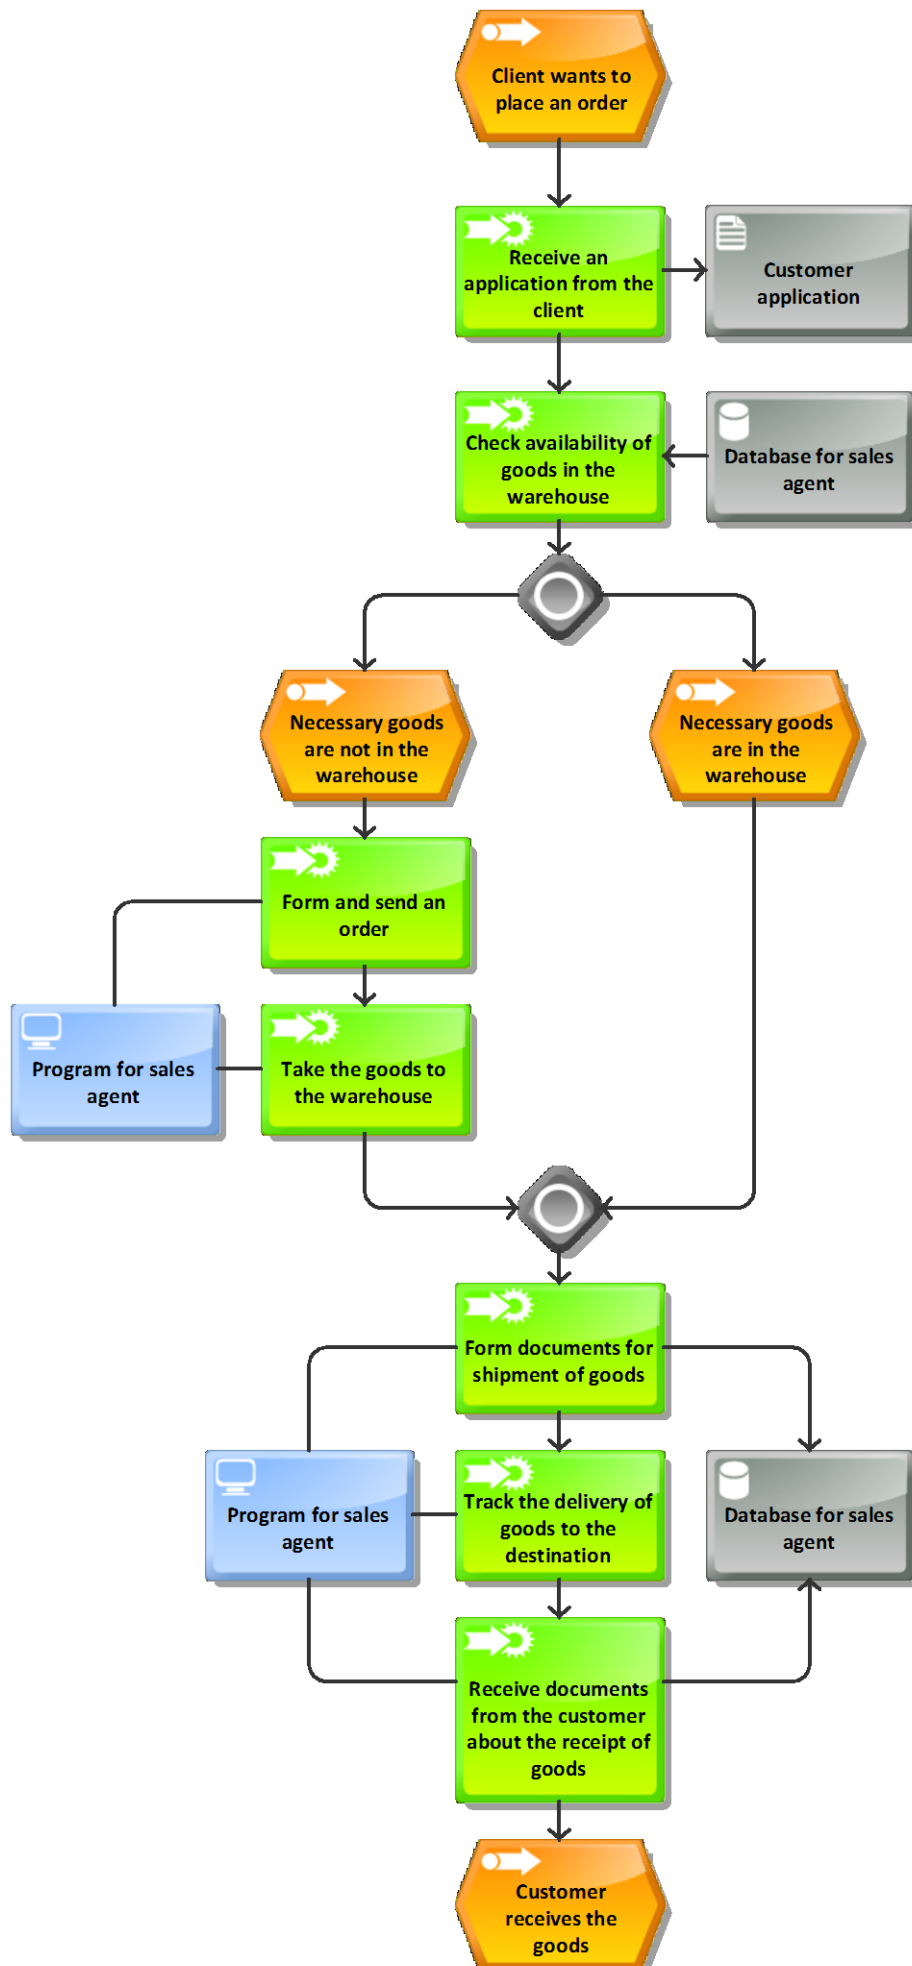 Client wants to
place an order
Receive an
application from the
client
Customer
application
Check availability of
goods in the
warehouse
Database for sales
agent
Necessary goods
are not in the
warehouse
Necessary goods
are in the
warehouse
Form and send an
order
Program for sales
agent
Take the goods to
the warehouse
Form documents for
shipment of goods
Program for sales
agent
Track the delivery of
goods to the
destination
Database for sales
agent
Receive documents
from the customer
about the receipt of
goods
Customer
receives the
goods